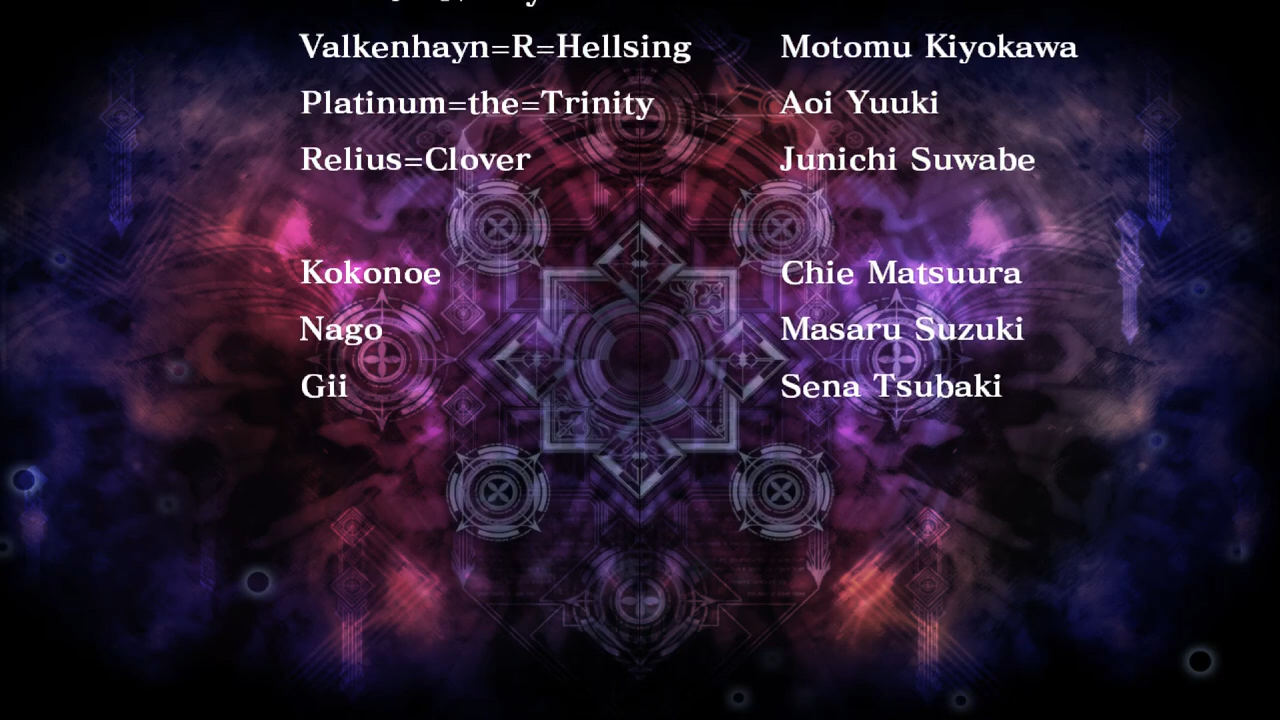 Valkenhayn=R=Hellsing Motomu Kiyokawa
Platinum=the=Trinity Aoi Yuuki
Relius=Clover Junichi Suwabe
Kokonoe Chie Matsuura
Nago Masaru Suzuki
Gii Sena Tsubaki